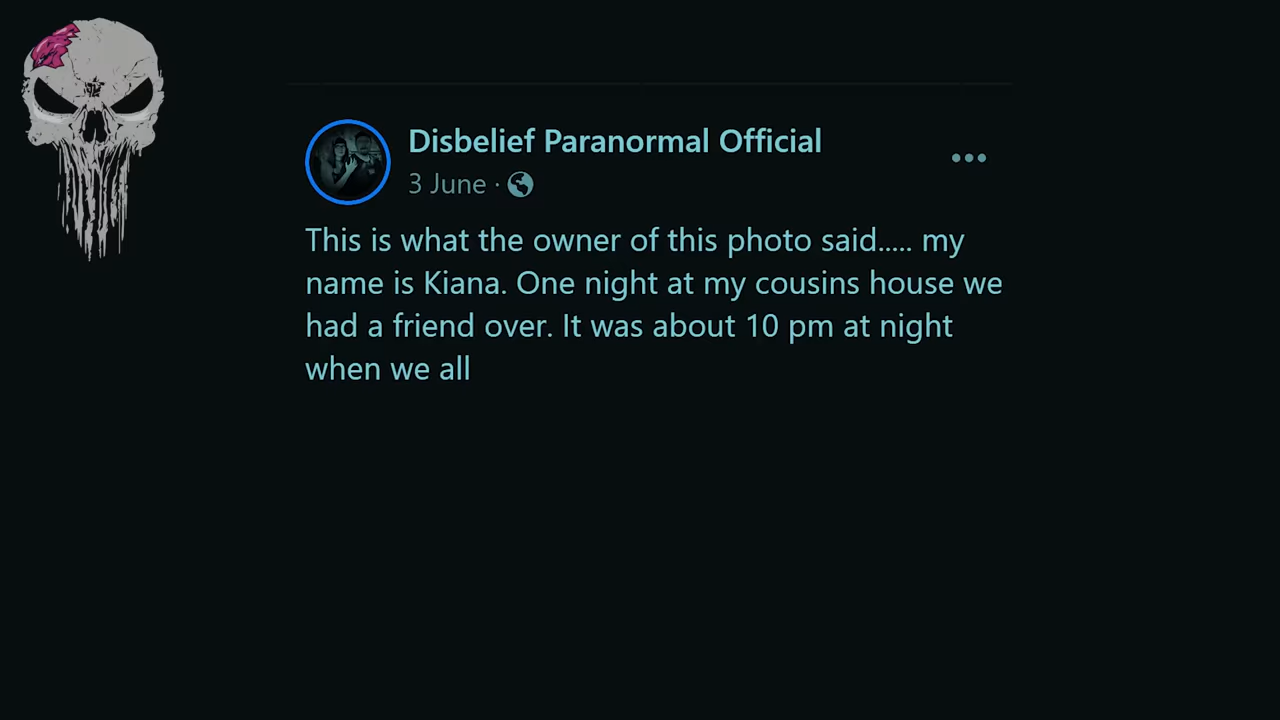 Disbelief Paranormal Official
3 June ·
This is what the owner of this photo said..... my
name is Kiana. One night at my cousins house we
had a friend over. It was about 10 pm at night
when we all